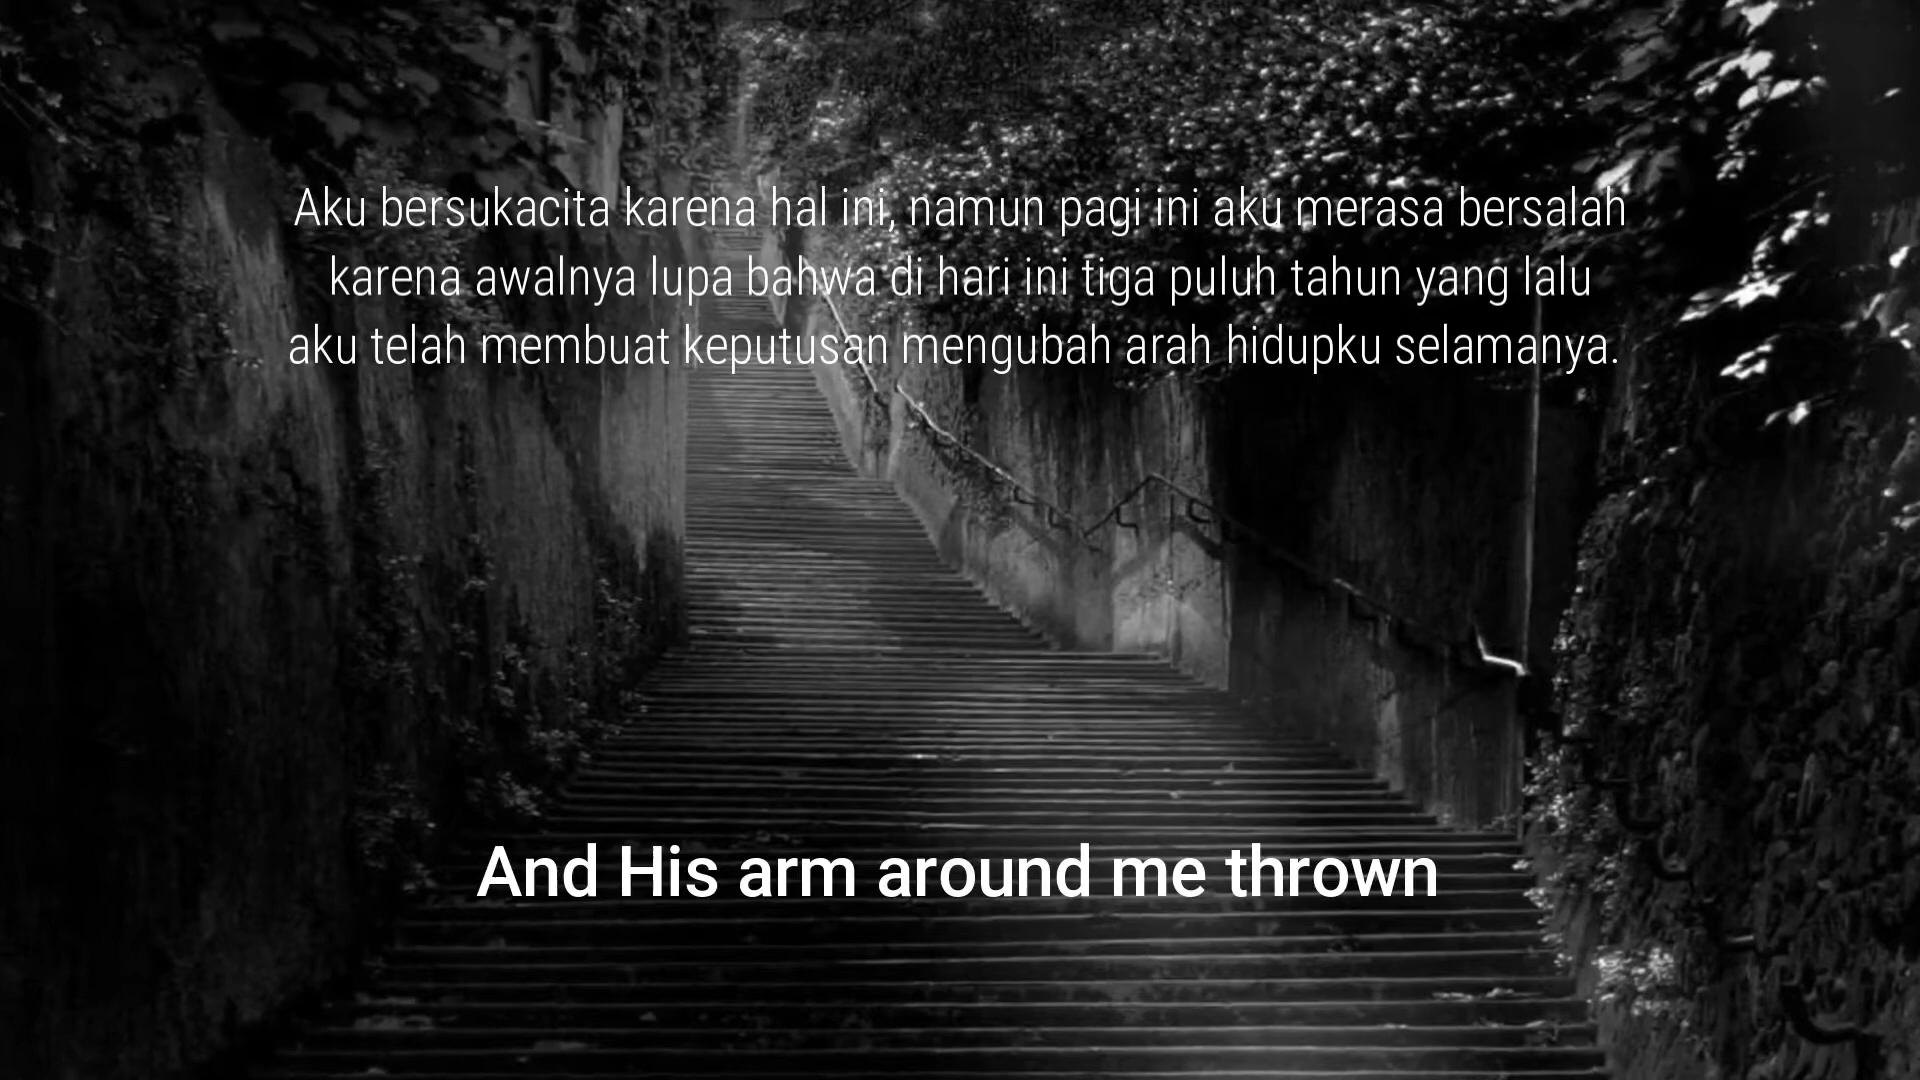 Aku bersukacita karena hal ini, namun pagi ini aku merasa bersalah
karena awalnya lupa bahwa di hari ini tiga puluh tahun yang lalu
aku telah membuat keputusan mengubah arah hidupku selamanya.
And His arm around me thrown